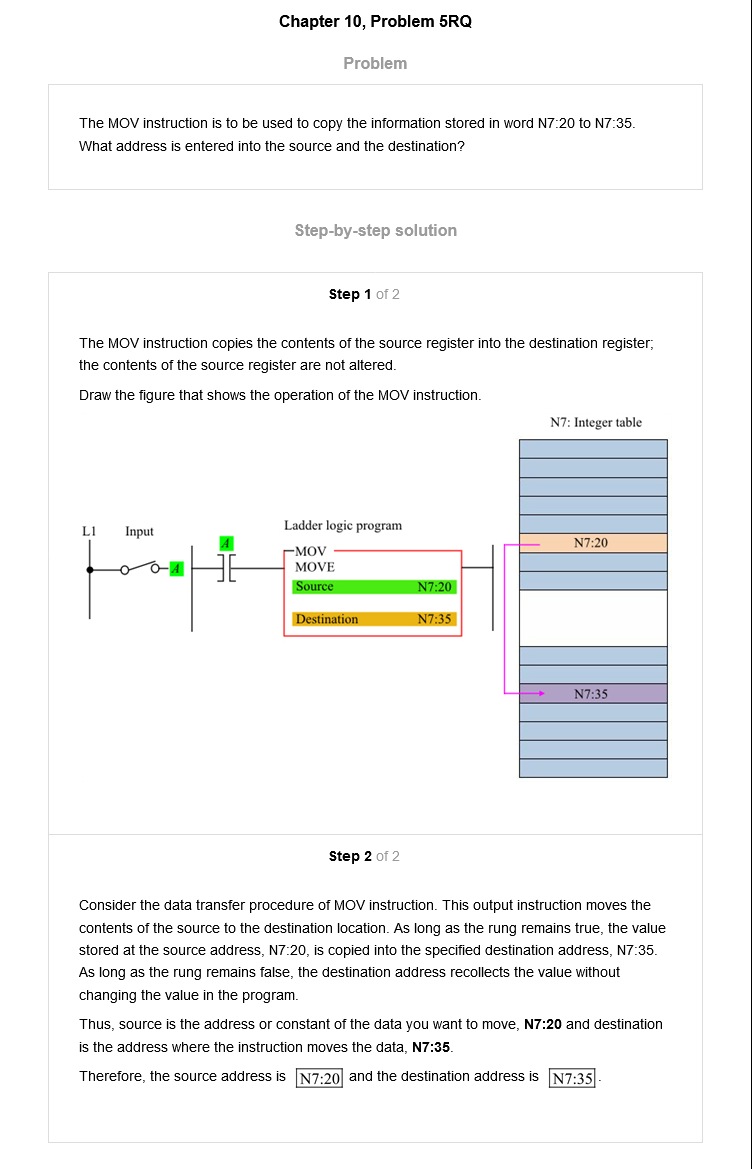 Chapter 10, Problem 5RQ
Problem
The MOV instruction is to be used to copy the information stored in word N7:20 to N7:35.
What address is entered into the source and the destination?
Step-by-step solution
Step 1 of 2
The MOV instruction copies the contents of the source register into the destination register;
the contents of the source register are not altered.
Draw the figure that shows the operation of the MOV instruction.
N7: Integer table
L1 Input
Ladder logic program
A
MOV
MOVE
A
Source N7:20
Destination N7:35
N7:20
N7:35
Step 2 of 2
Consider the data transfer procedure of MOV instruction. This output instruction moves the
contents of the source to the destination location. As long as the rung remains true, the value
stored at the source address, N7:20, is copied into the specified destination address, N7:35.
As long as the rung remains false, the destination address recollects the value without
changing the value in the program.
Thus, source is the address or constant of the data you want to move, N7:20 and destination
is the address where the instruction moves the data, N7:35.
Therefore, the source address is N7:20 and the destination address is N7:35.